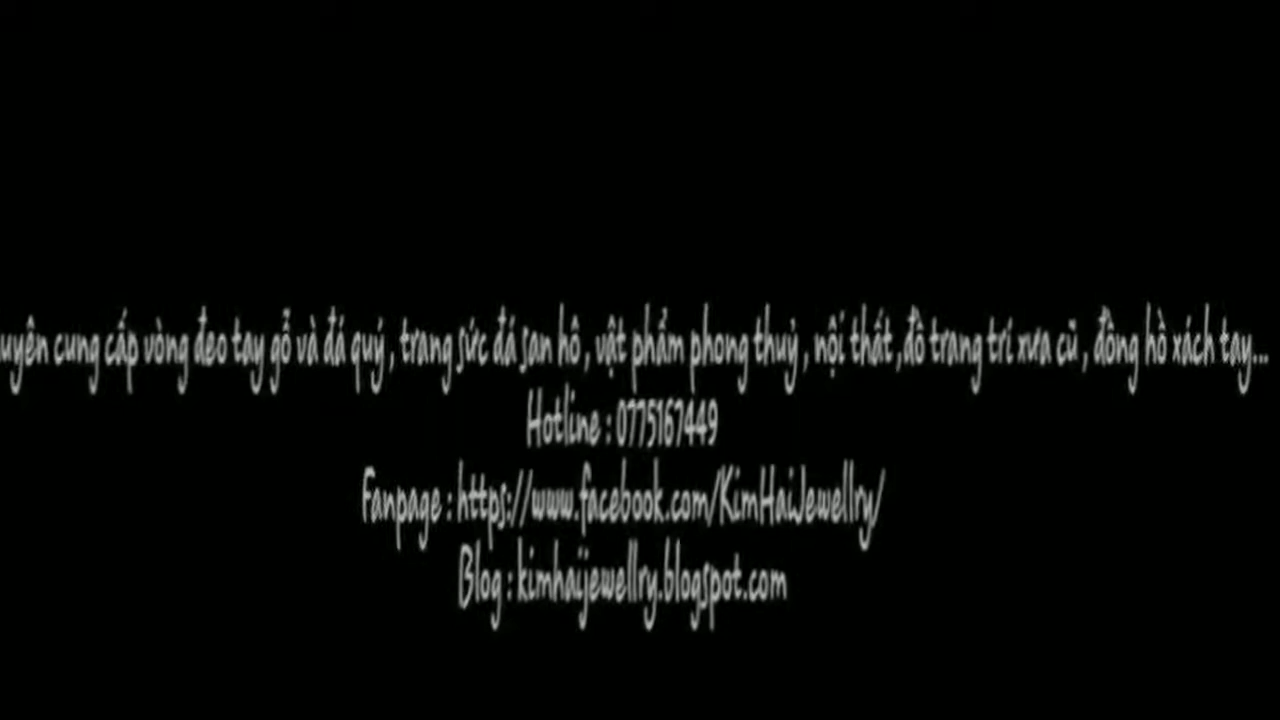 uyên cung cấp vòng đeo tay gỗ và đá quý , trang sức đá san hô , vật phẩm phong thuỷ , nội thất ,đồ trang trí xưa cũ , đồng hồ xách tay...
Hotline : 0775167449
Fanpage : https://www.facebook.com/KimHaiJewellry/
Blog : kimhaijewellry.blogspot.com